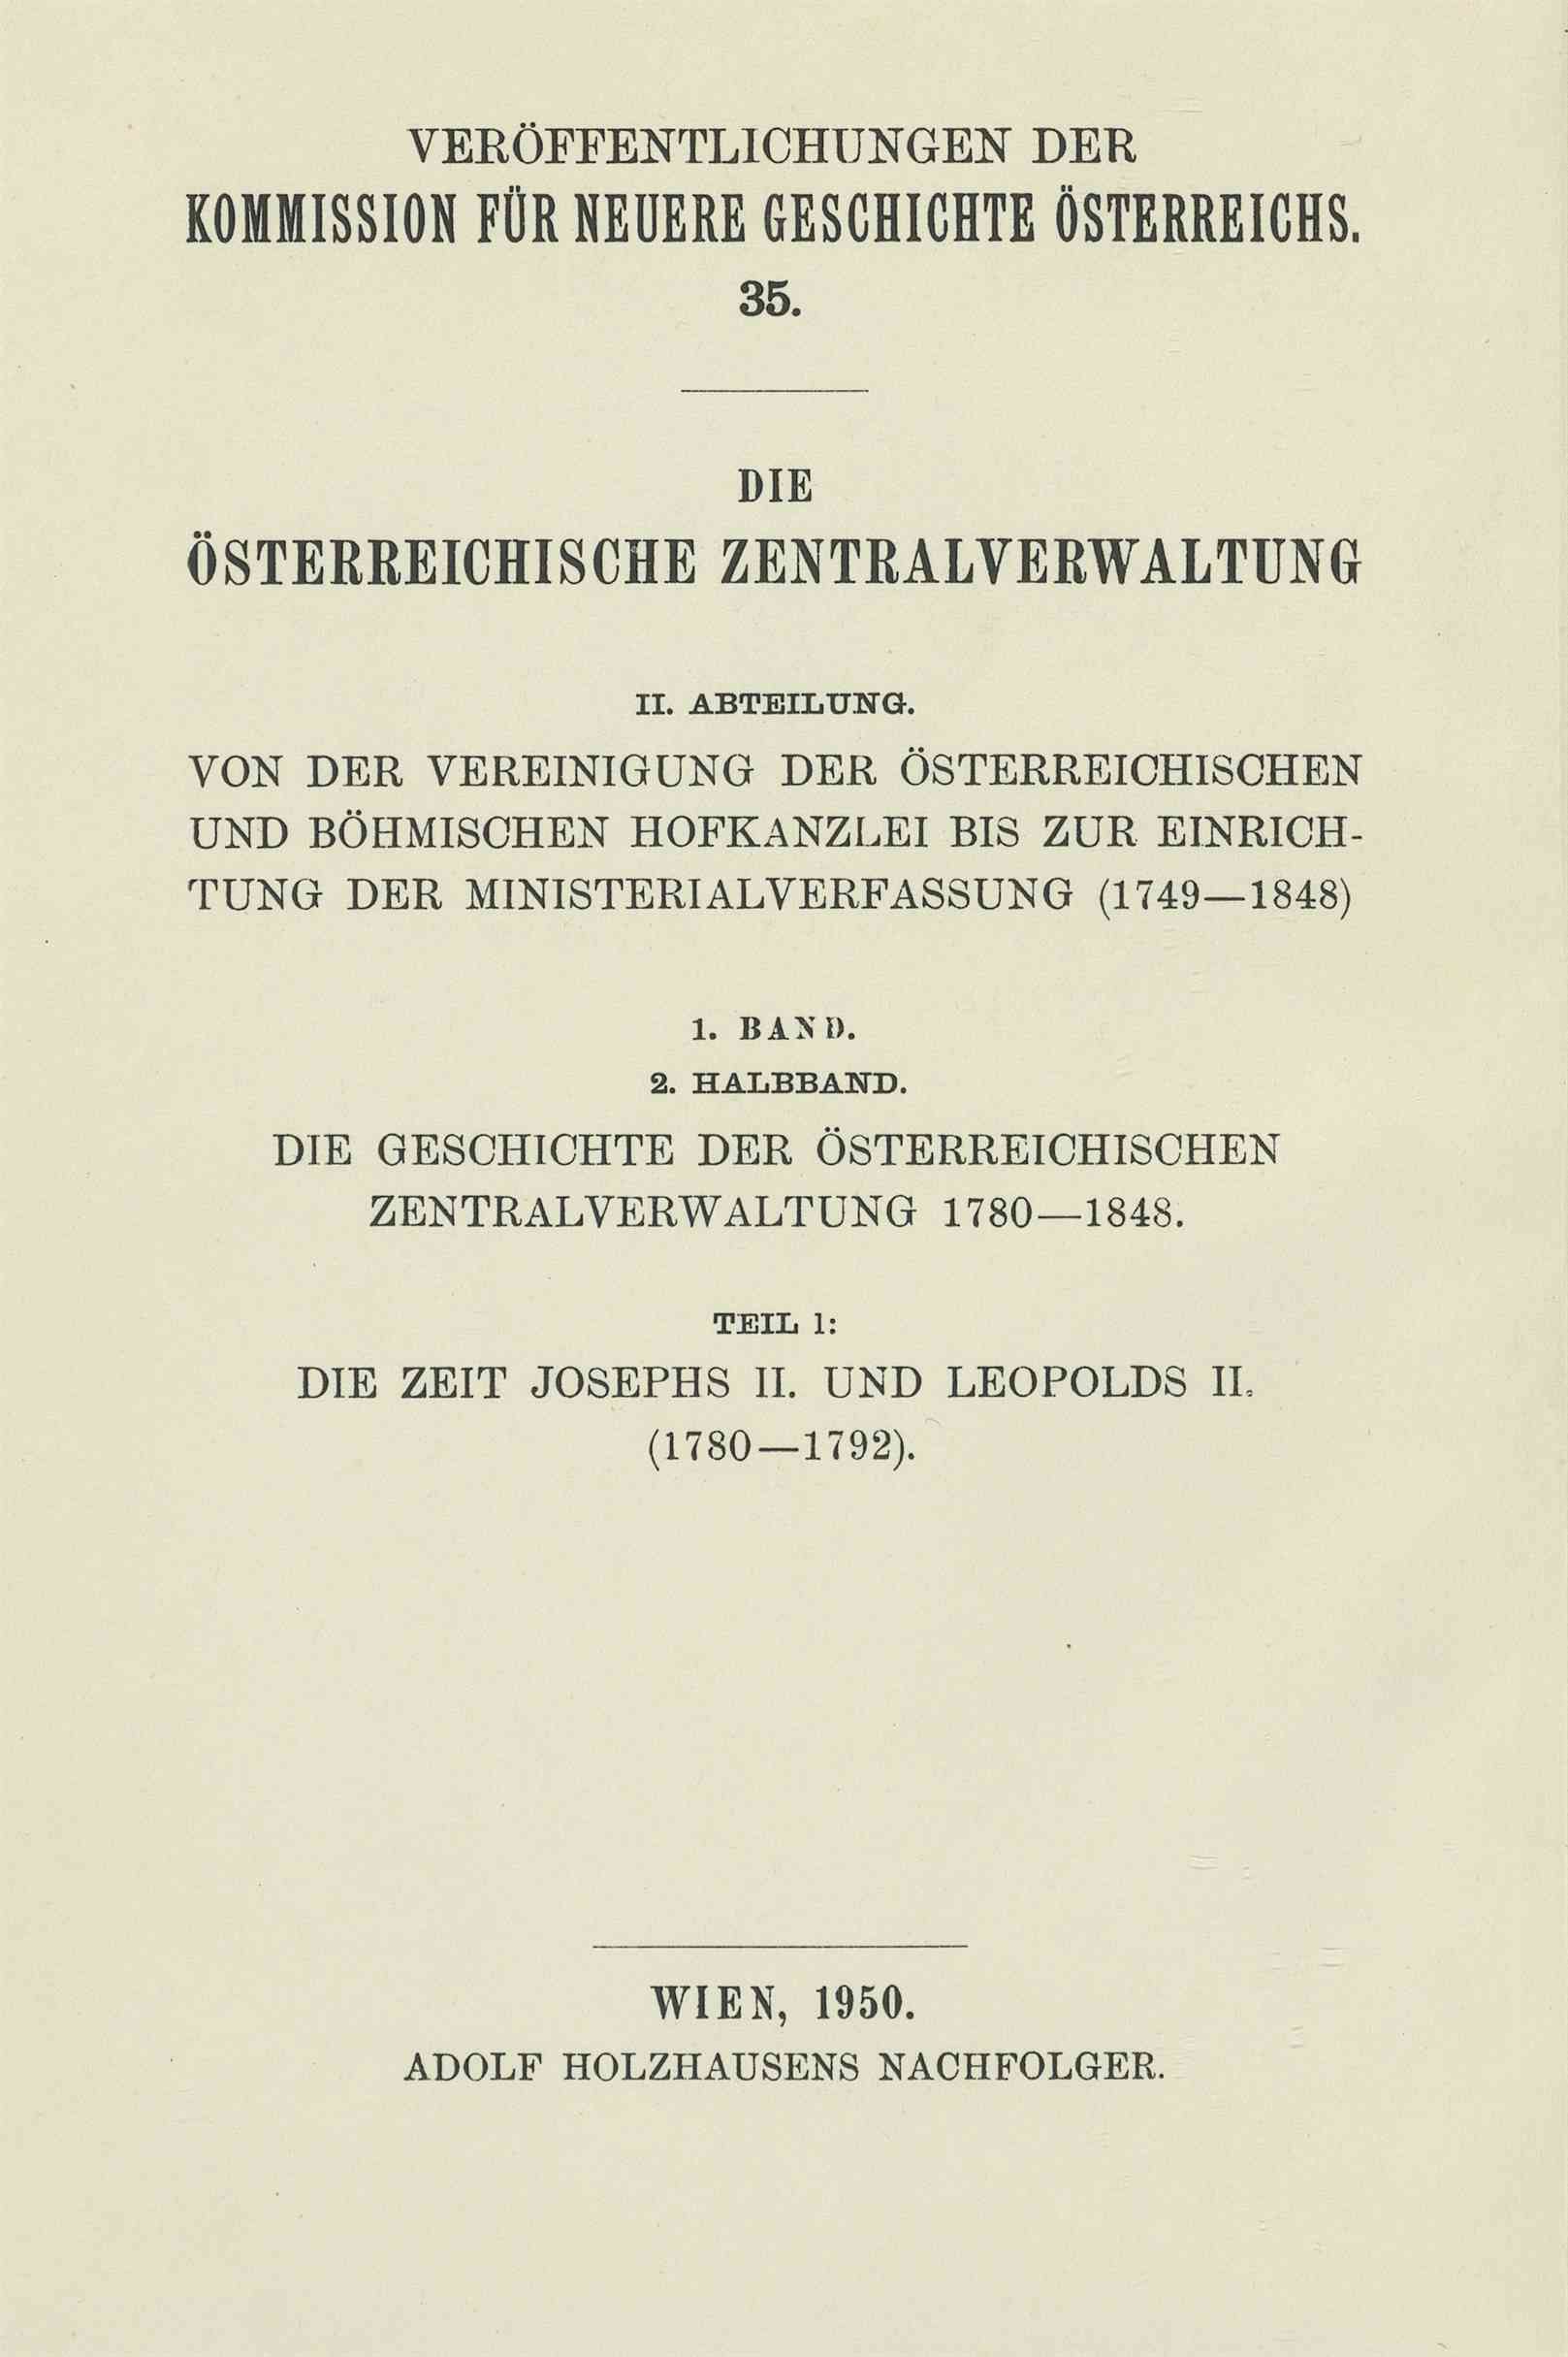 VERÖFFENTLICHUNGEN DER
KOMMISSION FÜR NEUERE GESCHICHTE ÖSTERREICHS.
35.
DIE
ÖSTERREICHISCHE ZENTRALVERWALTUNG
II. ABTEILUNG.
VON DER VEREINIGUNG DER ÖSTERREICHISCHEN
UND BÖHMISCHEN HOFKANZLEI BIS ZUR EINRICH-
TUNG DER MINISTERIALVERFASSUNG (1749—1848)
1. BAND.
2. HALBBAND.
DIE GESCHICHTE DER ÖSTERREICHISCHEN
ZENTRALVERWALTUNG 1780—1848.
TEIL 1:
DIE ZEIT JOSEPHS II. UND LEOPOLDS II.
(1780—1792).
WIEN, 1950.
ADOLF HOLZHAUSENS NACHFOLGER.